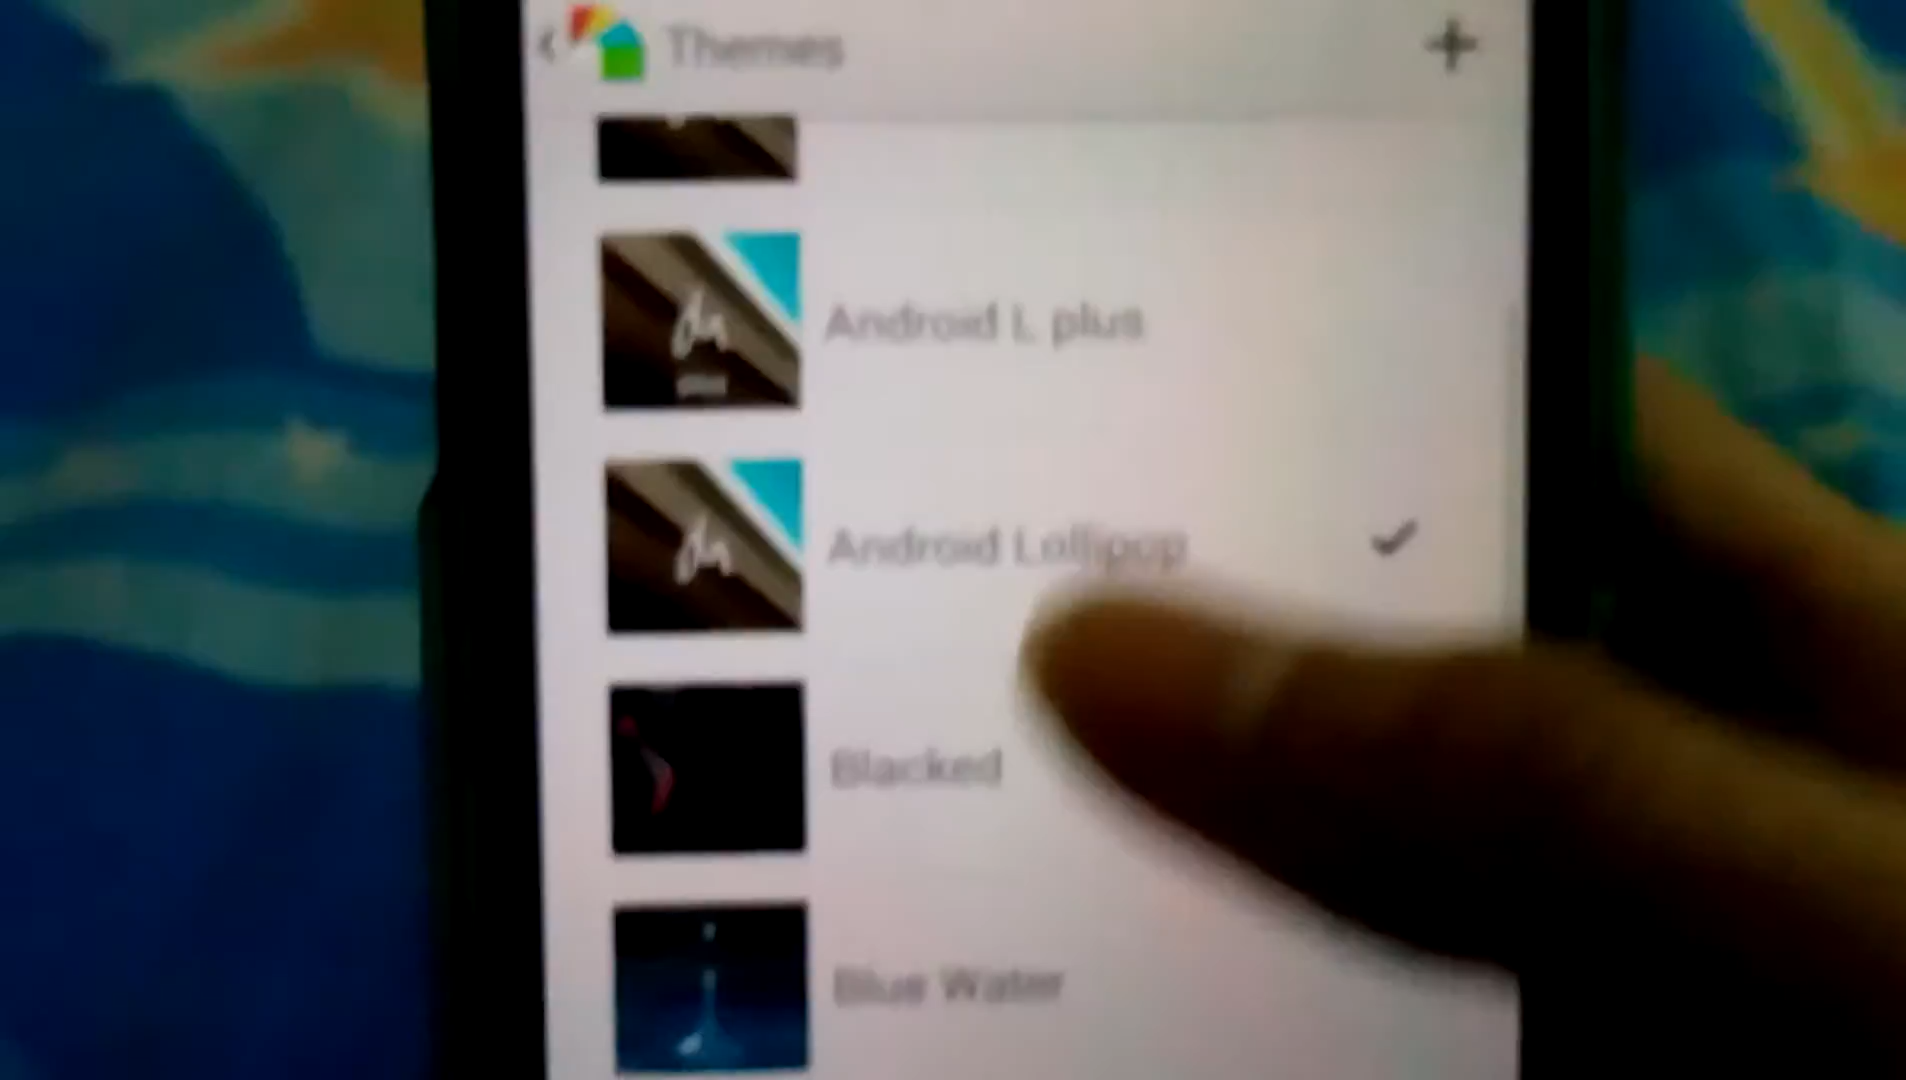 Themes
Android L plus
Android Lollipop
Blacked
Blue Water